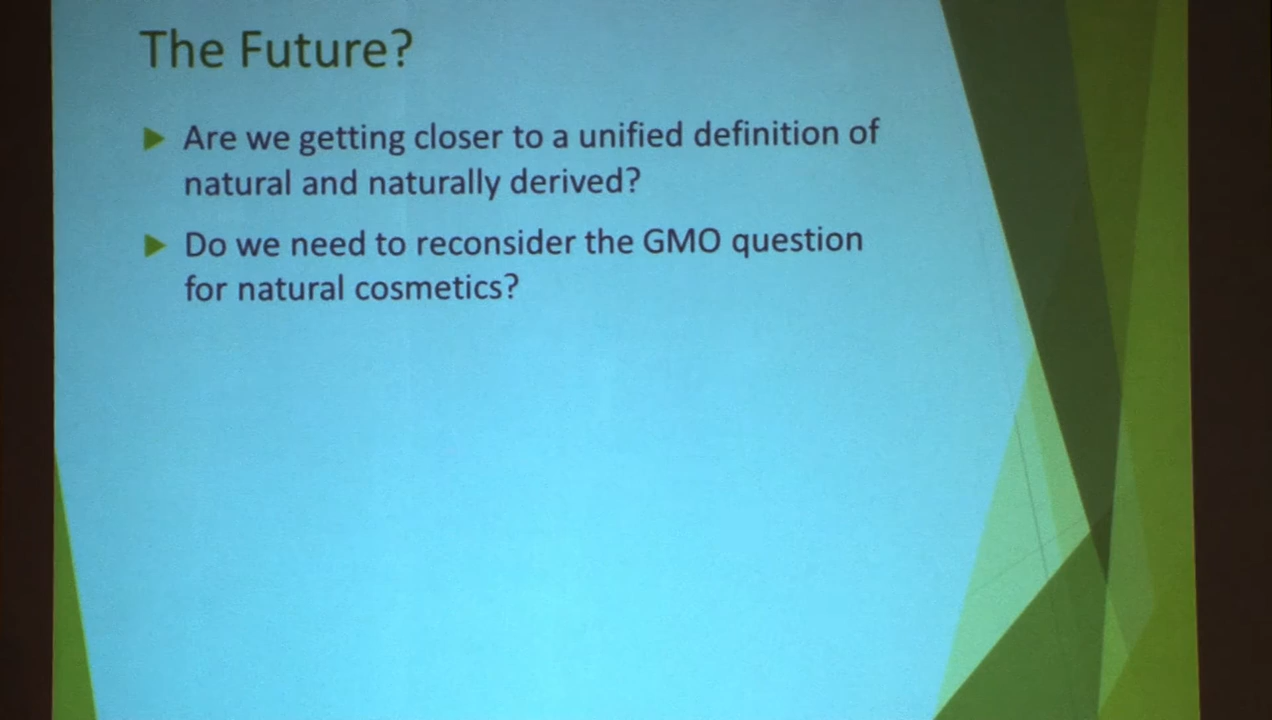 The Future?
Are we getting closer to a unified definition of
natural and naturally derived?
Do we need to reconsider the GMO question
for natural cosmetics?